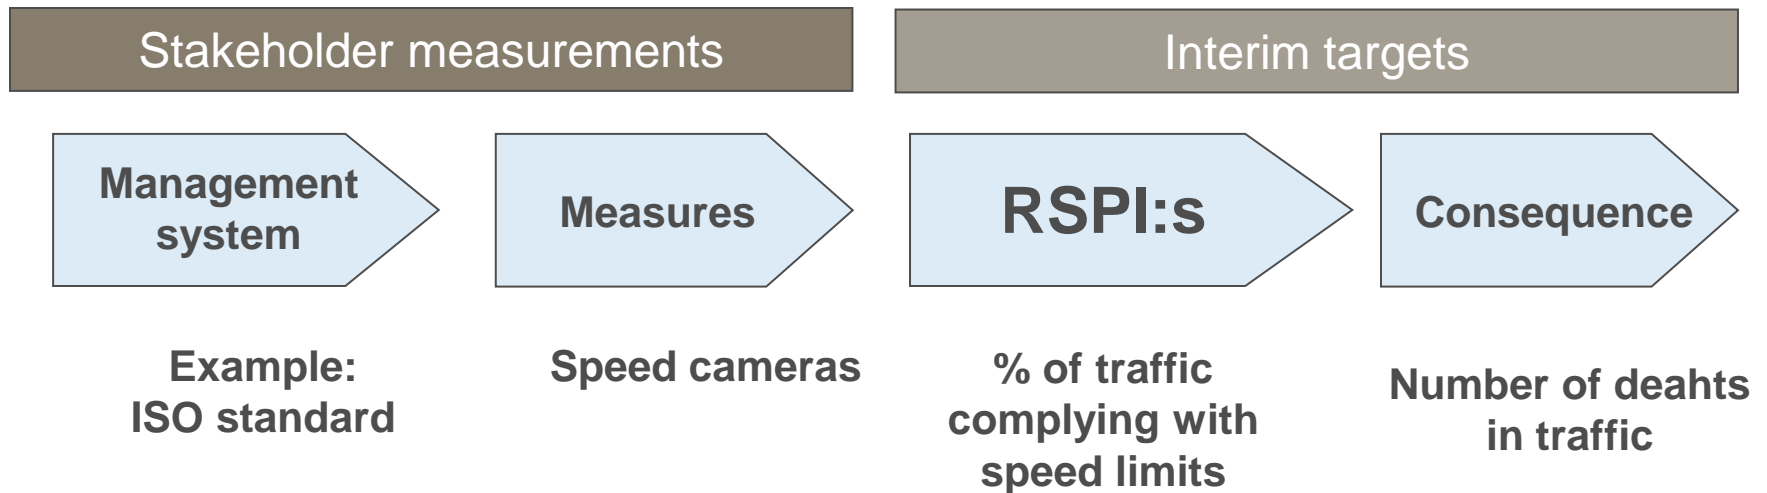 Stakeholder measurements
Interim targets
Management
system
Measures
RSPI:s
Consequence
Example:
ISO standard
Speed cameras
% of traffic
complying with
speed limits
Number of deahts
in traffic